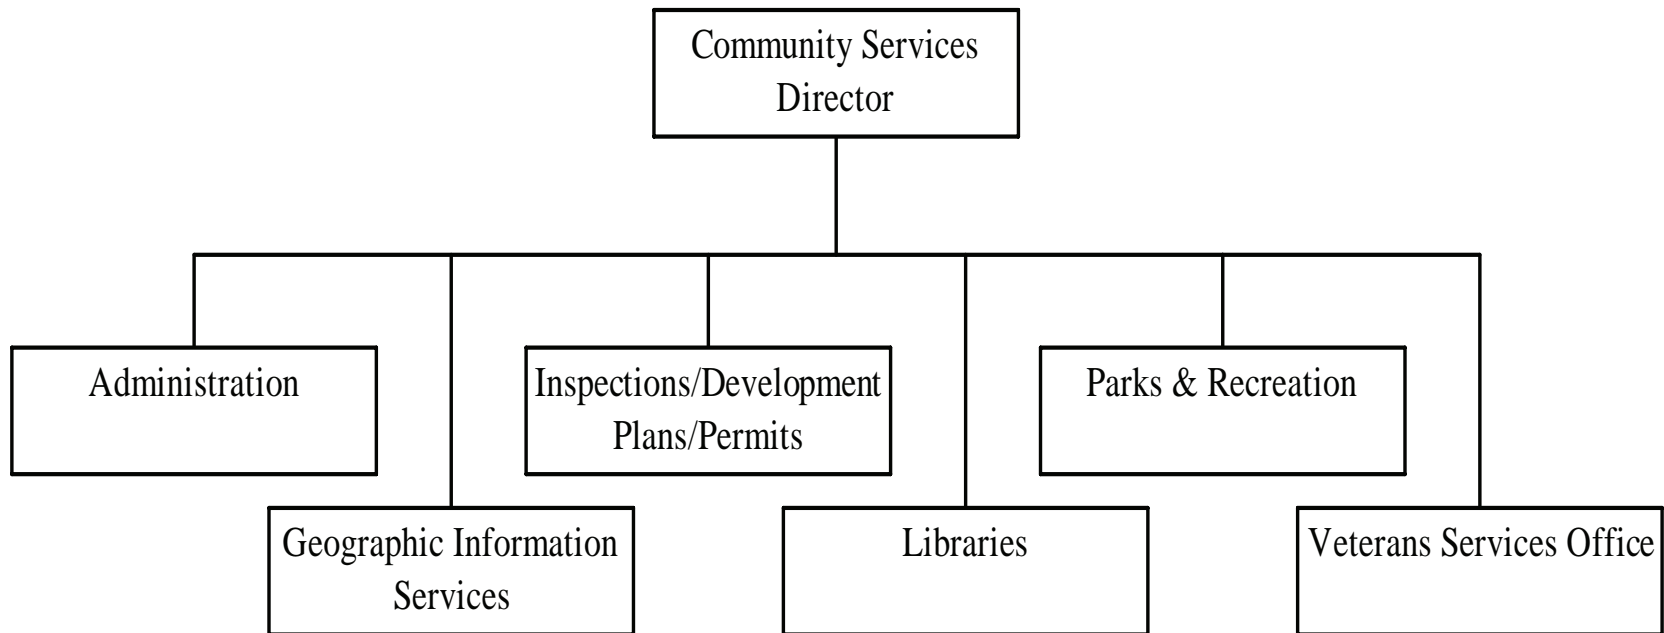 Community Services
Director
Administration
Inspections/Development
Plans/Permits
Parks & Recreation
Geographic Information
Services
Libraries
Veterans Services Office